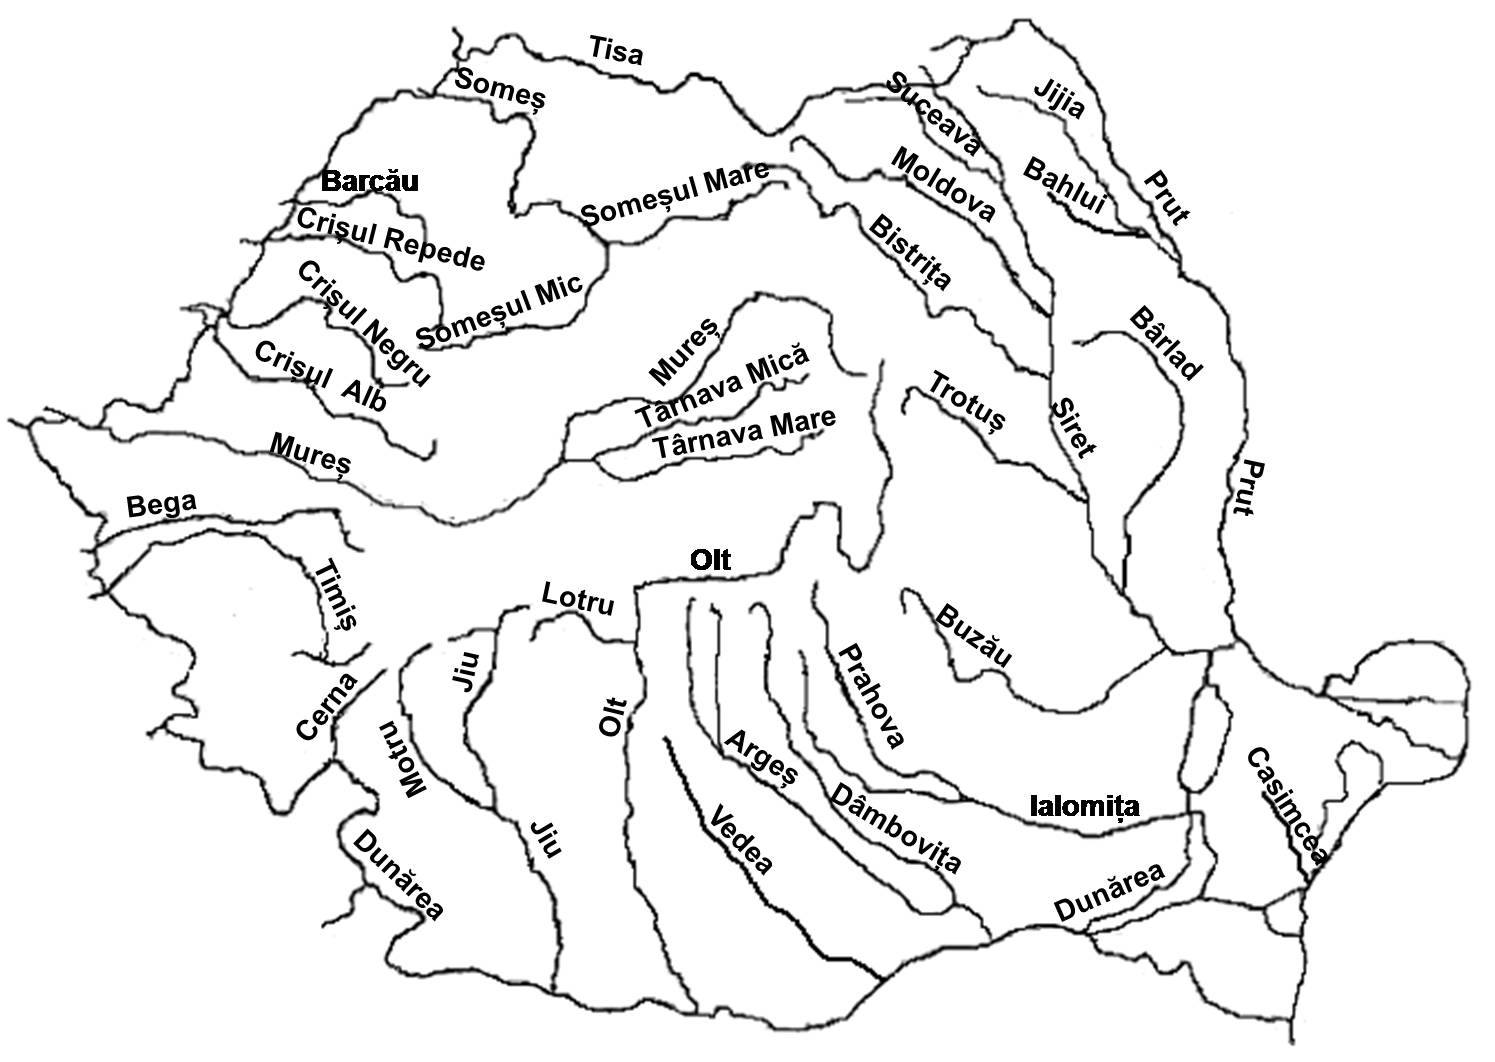 Tisa
Someș
Suceava
Jijia
Barcău
Someșul Mare
Moldova
Bahlui
Prut
Crișul Repede
Bistrița
Crișul Negru
Someșul Mic
Mureș
Bârlad
Crișul Alb
Târnava Mică
Trotuș
Siret
Târnava Mare
Mureș
Prut
Bega
Olt
Timiș
Lotru
Buzău
Jiu
Prahova
Cerna
Olt
Motru
Argeș
Casimcea
Ialomița
Dâmbovița
Vedea
Jiu
Dunărea
Dunărea